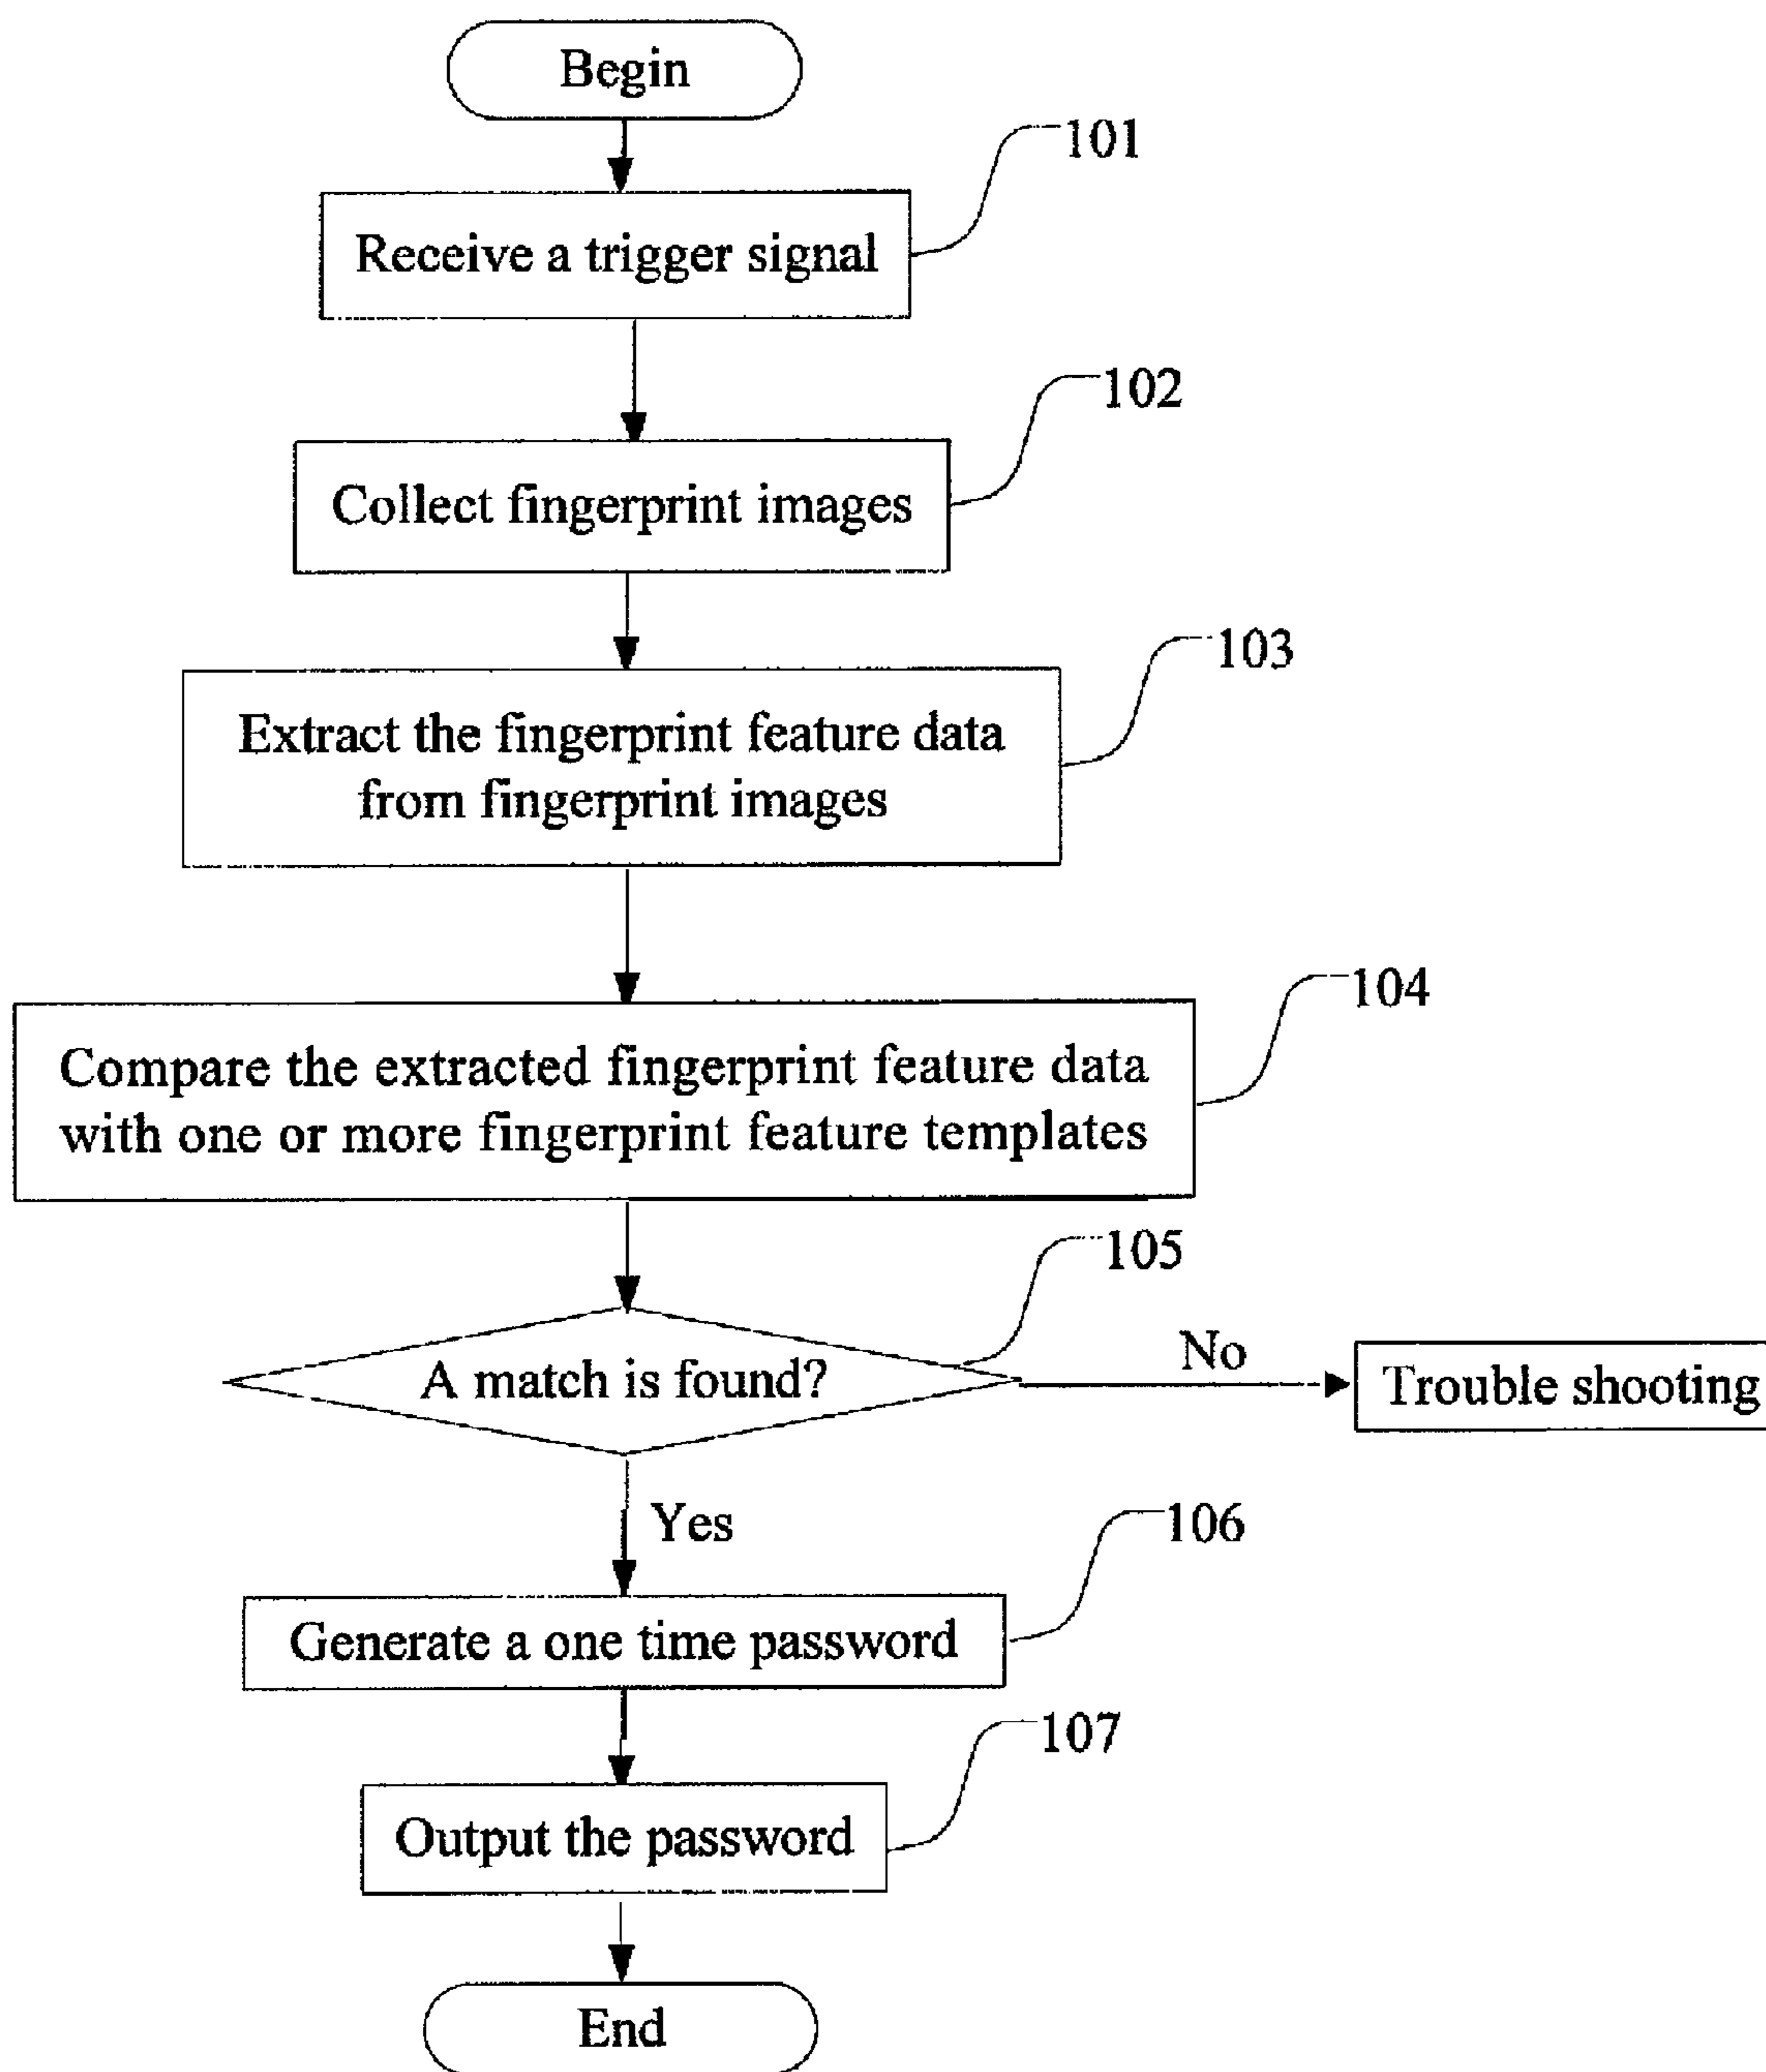 Begin
101
Receive a trigger signal
102
Collect fingerprint images
103
Extract the fingerprint feature data
from fingerprint images
104
Compare the extracted fingerprint feature data
with one or more fingerprint feature templates
105
A match is found?
No
Trouble shooting
Yes
106
Generate a one time password
107
Output the password
End